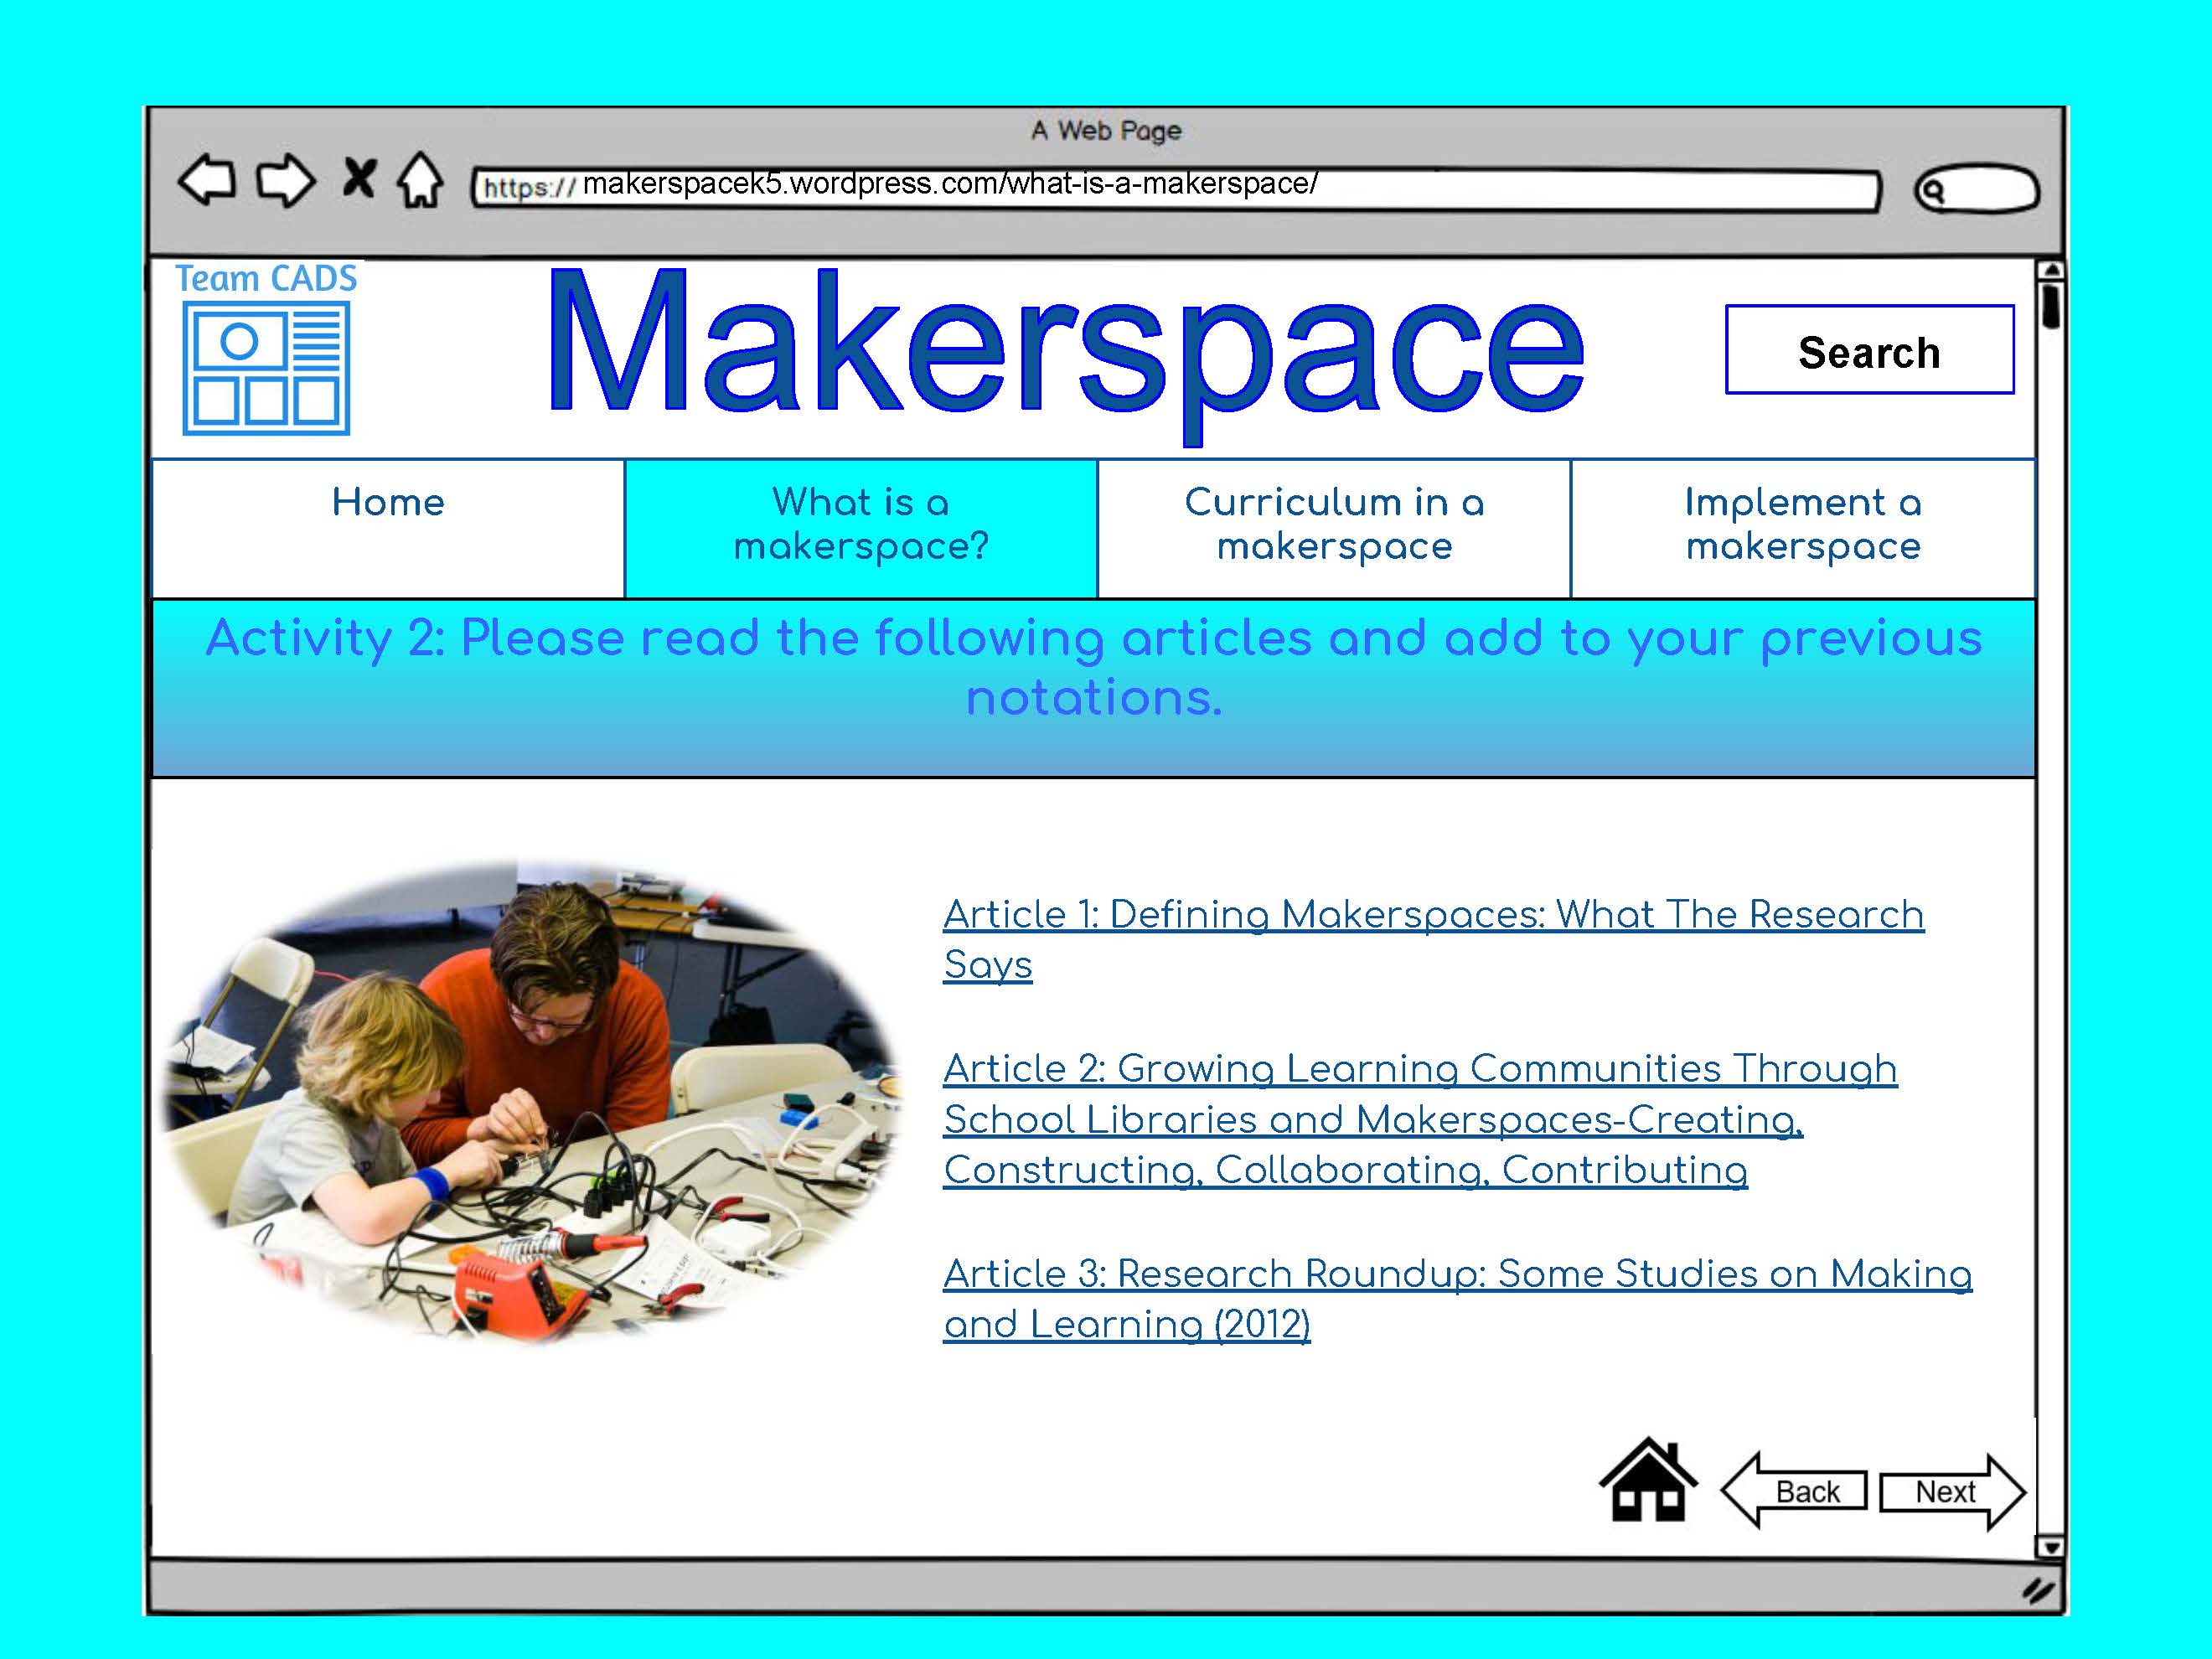 A Web Page
https:// makerspacek5.wordpress.com/what-is-a-makerspace/
Team CADS
Makerspace
Search
Home
What is a
makerspace?
Curriculum in a
makerspace
Implement a
makerspace
Activity 2: Please read the following articles and add to your previous
notations.
Article 1: Defining Makerspaces: What The Research
Says
Article 2: Growing Learning Communities Through
School Libraries and Makerspaces-Creating,
Constructing, Collaborating, Contributing
Article 3: Research Roundup: Some Studies on Making
and Learning (2012)
Back
Next